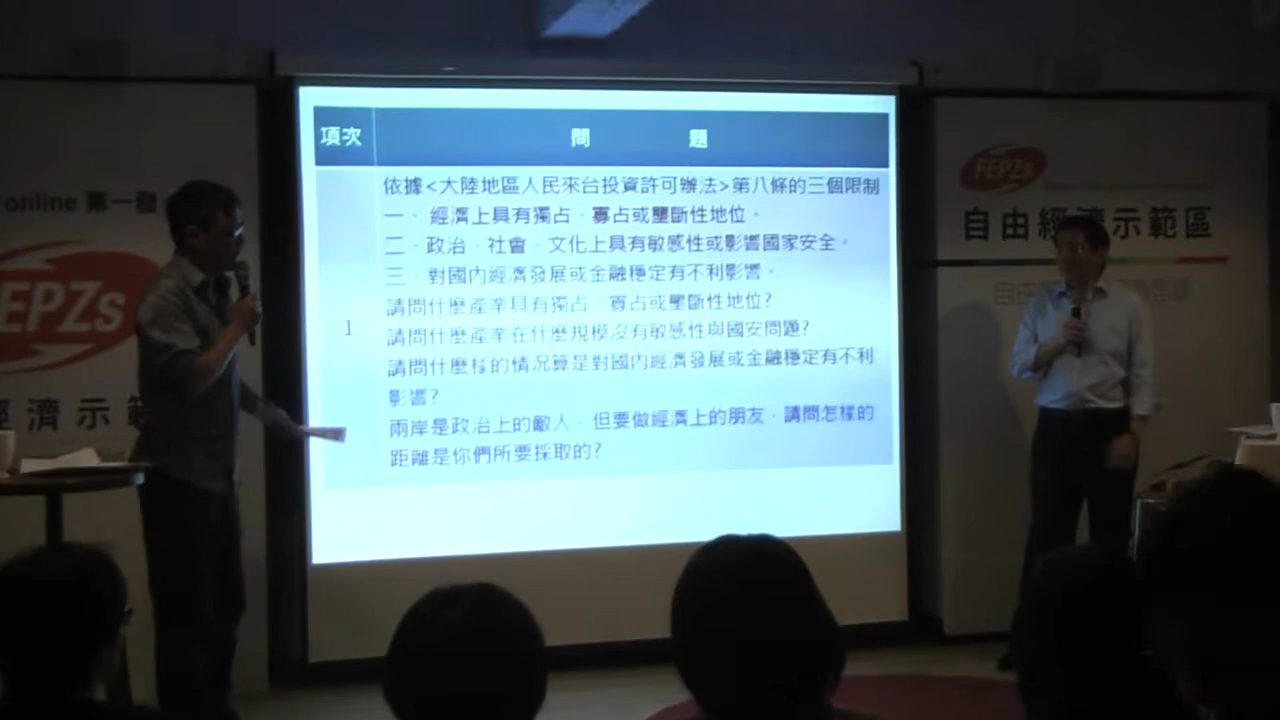 項次 問 題
依據<大陸地區人民來台投資許可辦法>第八條的三個限制
一、經濟上具有獨占、寡占或壟斷性地位。
二、政治、社會、文化上具有敏感性或影響國家安全。
三、對國內經濟發展或金融穩定有不利影響。
請問什麼產業具有獨占、寡占或壟斷性地位?
1
請問什麼產業在什麼規模沒有敏感性與國安問題?
請問什麼樣的情況算是對國內經濟發展或金融穩定有不利
影響?
兩岸是政治上的敵人，但要做經濟上的朋友，請問怎樣的
距離是你們所要採取的?
online 第一發
FEPZs
經濟示範
FEPZs
自由經濟示範區